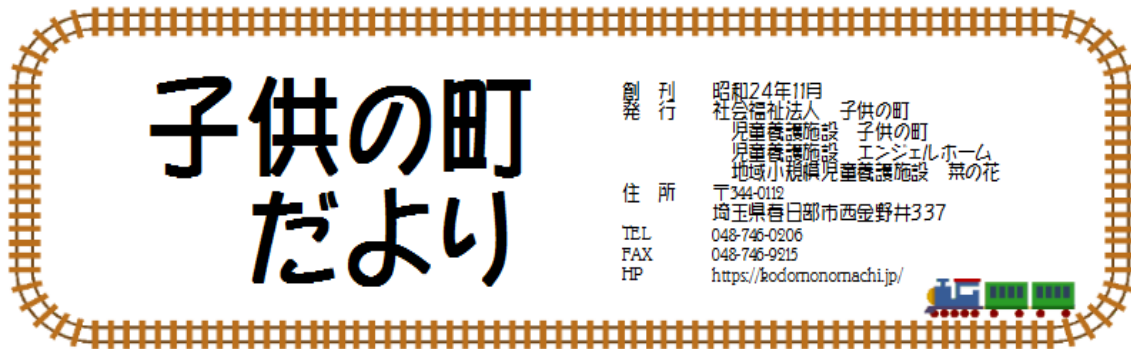 子供の町
だより
創　刊　昭和24年11月
発　行　社会福祉法人　子供の町
児童養護施設　子供の町
児童養護施設　エンジェルホーム
地域小規模児童養護施設　菜の花
住　所　〒344-0112
埼玉県春日部市西金野井337
TEL　048-746-0206
FAX　048-746-9215
HP　https://kodomonomachi.jp/